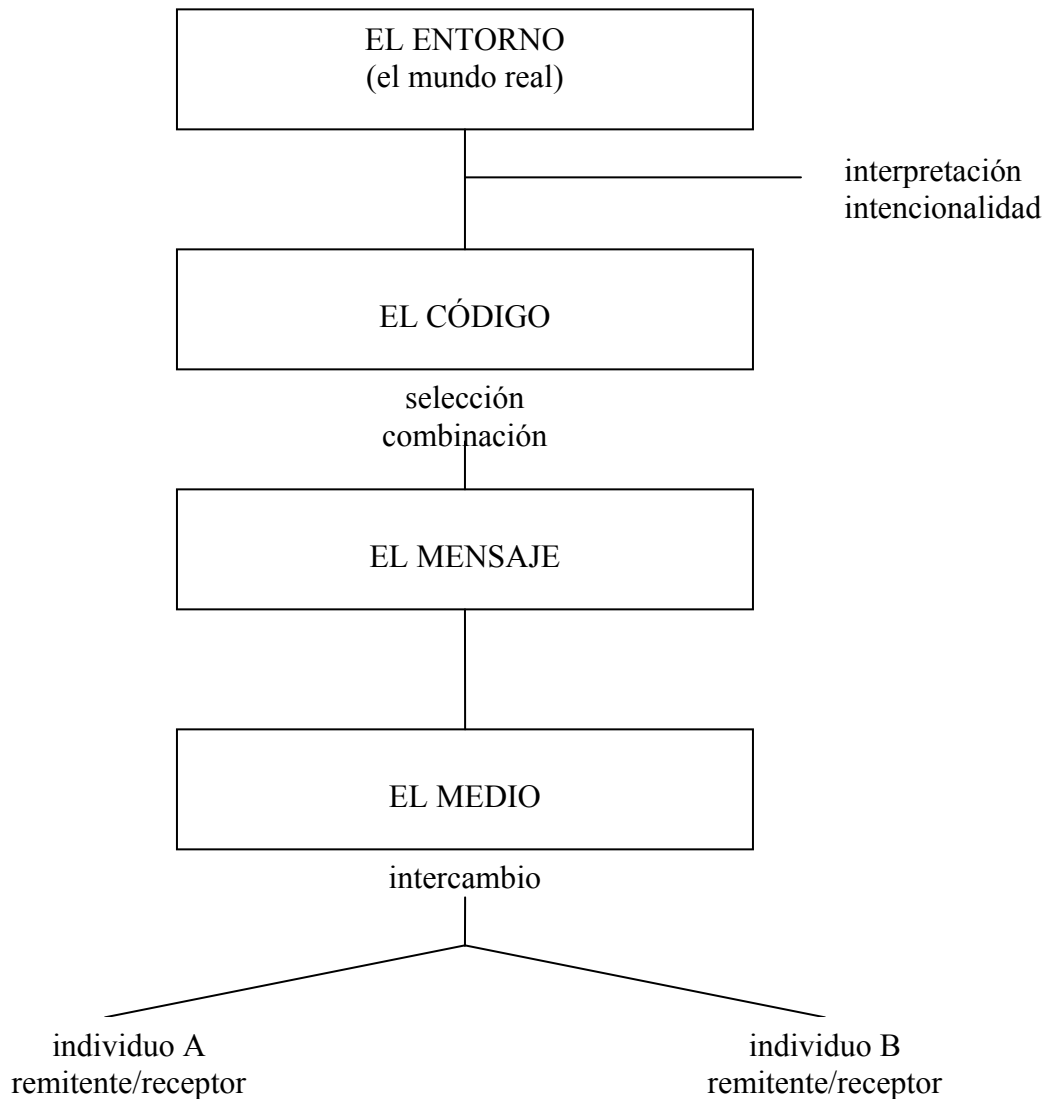 EL ENTORNO
(el mundo real)
interpretación
intencionalidad
EL CÓDIGO
selección
combinación
EL MENSAJE
EL MEDIO
intercambio
individuo A
remitente/receptor
individuo B
remitente/receptor